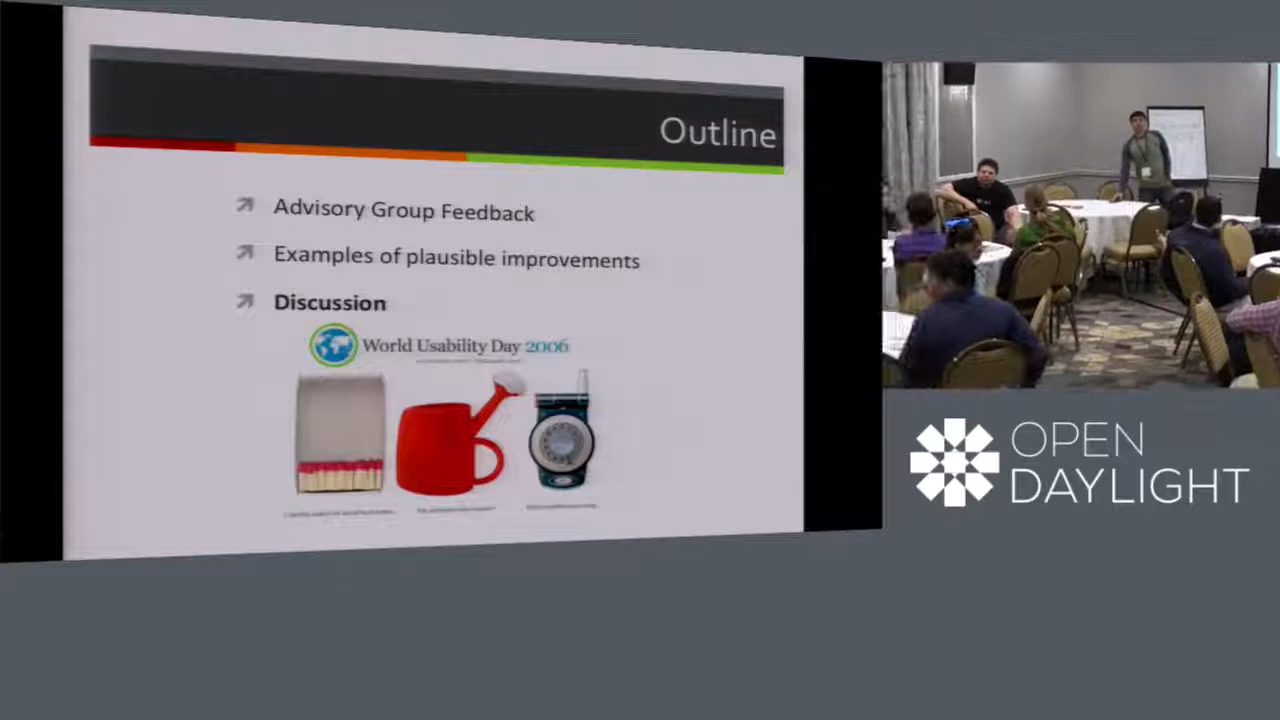 Outline
Advisory Group Feedback
Examples of plausible improvements
Discussion
World Usability Day 2006
OPEN
DAYLIGHT